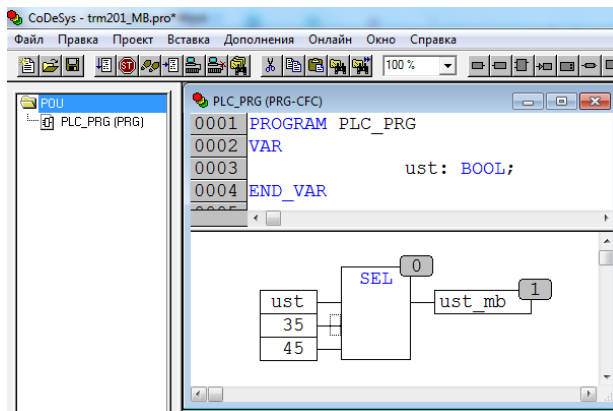 CoDeSys - trm201_MB.pro*
Файл Правка Проект Вставка Дополнения Онлайн Окно Справка
100 %
POU
PLC_PRG (PRG)
PLC_PRG (PRG-CFC)
0001 PROGRAM PLC_PRG
0002 VAR
0003 ust: BOOL;
0004 END_VAR
0005
SEL 0
ust ust_mb 1
35
45